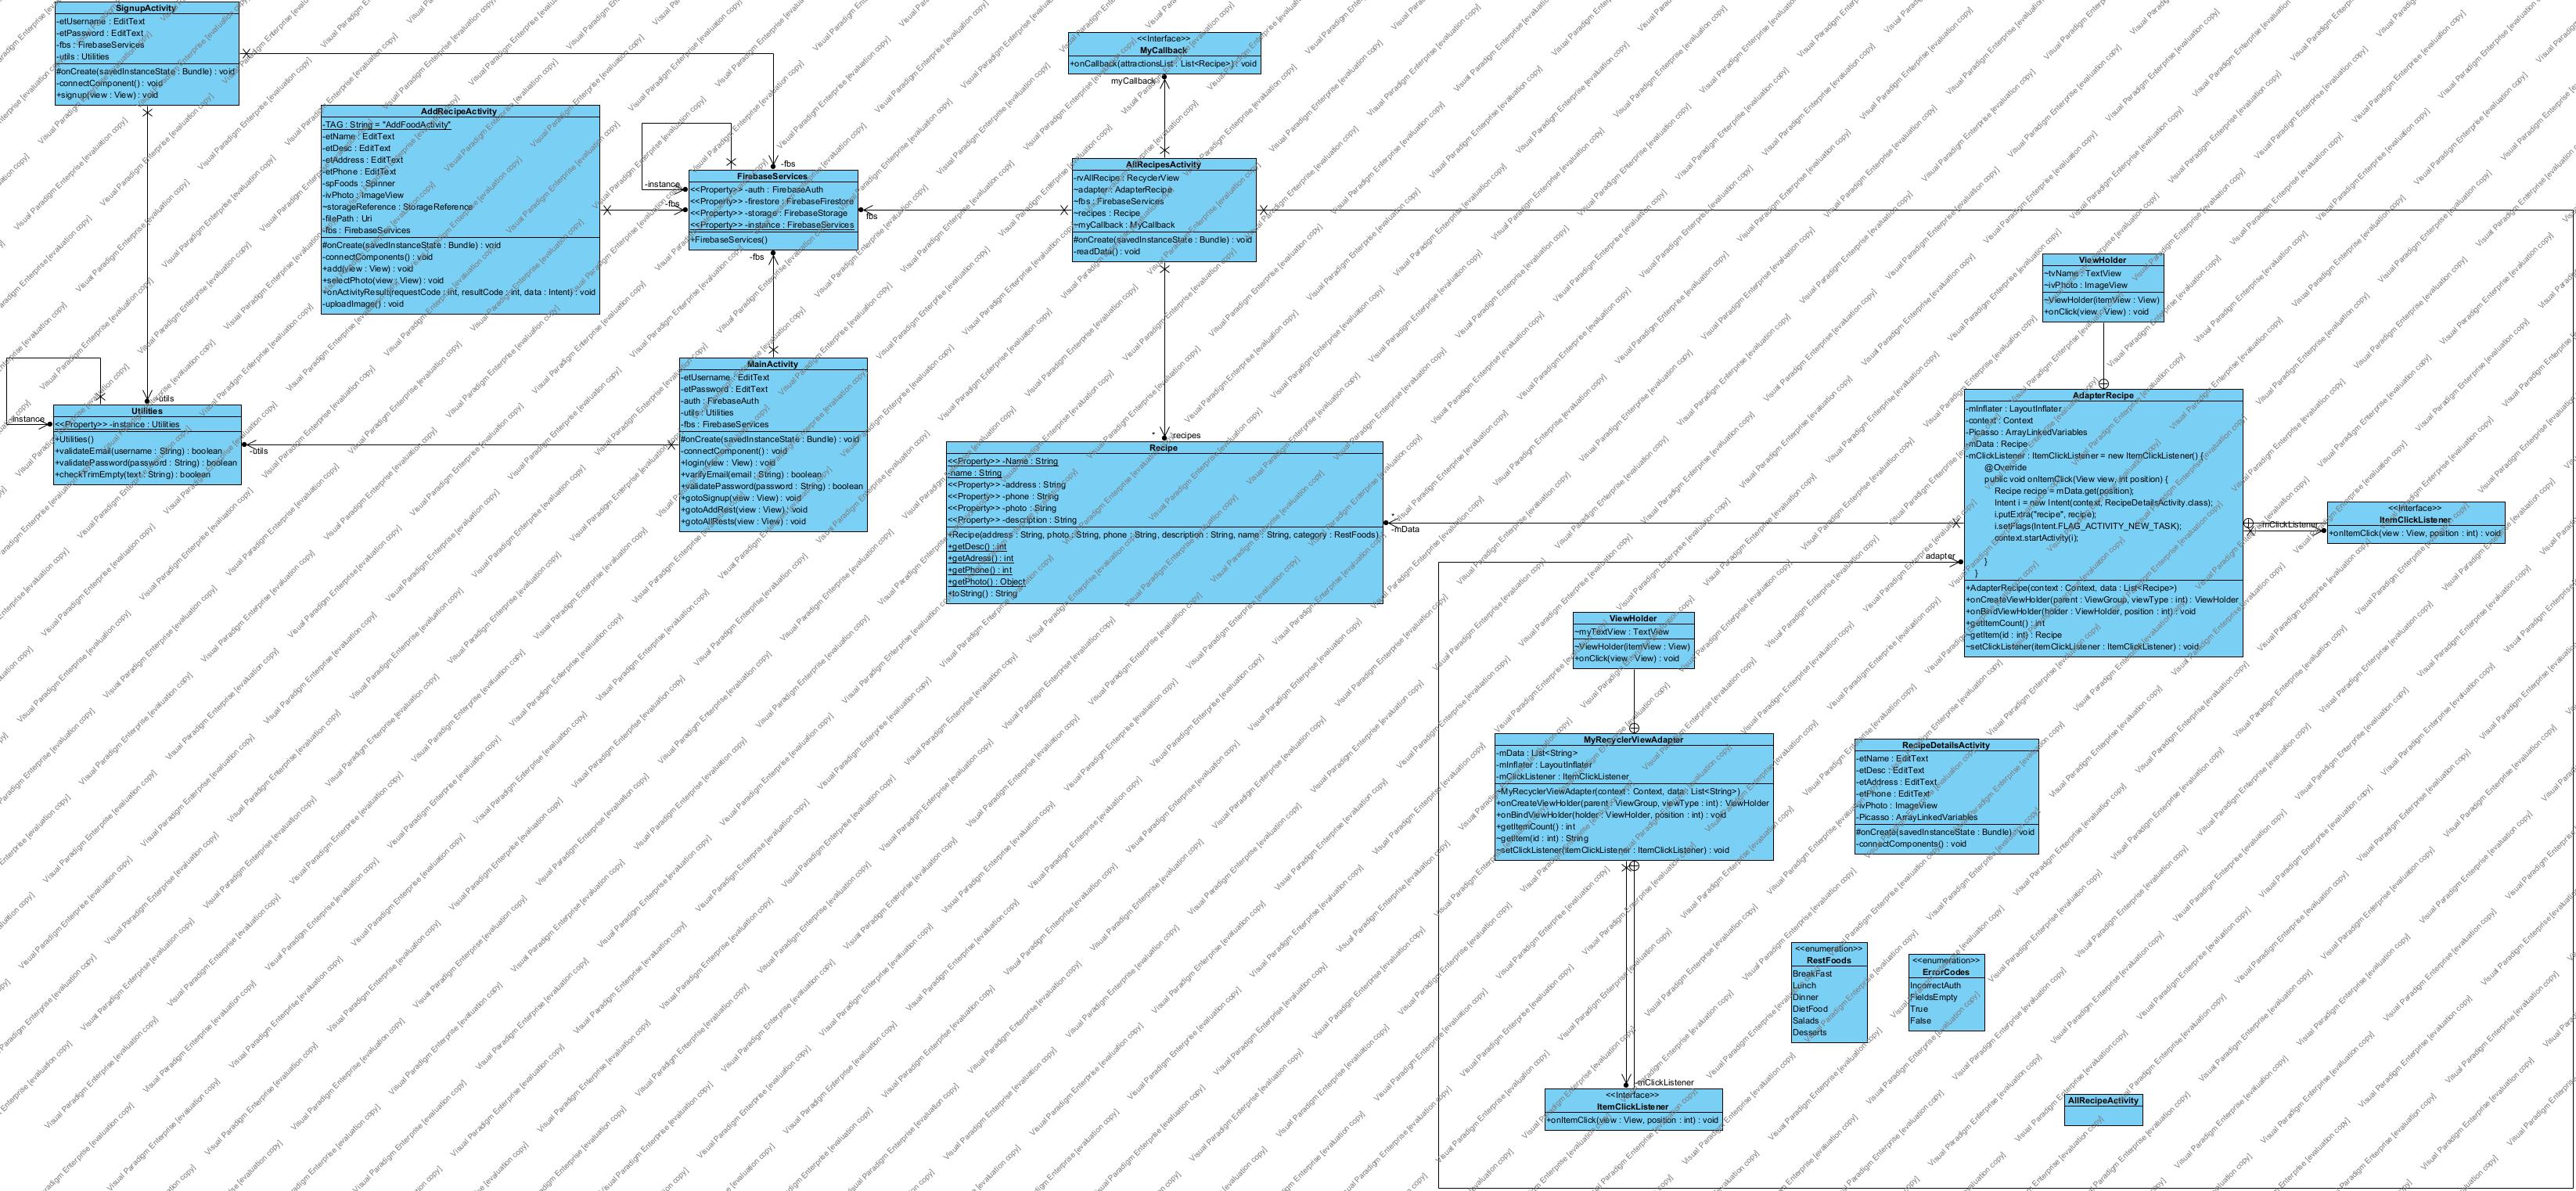 SignupActivity
-etUsername : EditText
-etPassword : EditText
-fbs : FirebaseServices
-utils : Utilities
#onCreate(savedInstanceState : Bundle) : void
-connectComponent() : void
+signup(view : View) : void
AddRecipeActivity
-TAG : String = "AddFoodActivity"
-etName : EditText
-etDesc : EditText
-etAddress : EditText
-etPhone : EditText
-spFoods : Spinner
-ivPhoto : ImageView
~storageReference : StorageReference
-filePath : Uri
-fbs : FirebaseServices
#onCreate(savedInstanceState : Bundle) : void
-connectComponents() : void
+add(view : View) : void
+selectPhoto(view : View) : void
+onActivityResult(requestCode : int, resultCode : int, data : Intent) : void
-uploadImage() : void
-fbs
-instance
-fbs
FirebaseServices
<<Property>> -auth : FirebaseAuth
<<Property>> -firestore : FirebaseFirestore
<<Property>> -storage : FirebaseStorage
<<Property>> -instance : FirebaseServices
+FirebaseServices()
-fbs
fbs
<<Interface>>
MyCallback
+onCallback(attractionsList : List<Recipe>) : void
myCallback
AllRecipesActivity
-rvAllRecipe : RecyclerView
~adapter : AdapterRecipe
~fbs : FirebaseServices
~recipes : Recipe
~myCallback : MyCallback
#onCreate(savedInstanceState : Bundle) : void
-readData() : void
ViewHolder
~tvName : TextView
~ivPhoto : ImageView
~ViewHolder(itemView : View)
+onClick(view : View) : void
-utils
-instance
Utilities
<<Property>> -instance : Utilities
+Utilities()
+validateEmail(username : String) : boolean
+validatePassword(password : String) : boolean
+checkTrimEmpty(text : String) : boolean
-utils
MainActivity
-etUsername : EditText
-etPassword : EditText
-auth : FirebaseAuth
-utils : Utilities
-fbs : FirebaseServices
#onCreate(savedInstanceState : Bundle) : void
-connectComponent() : void
+login(view : View) : void
+varifyEmail(email : String) : boolean
+validatePassword(password : String) : boolean
+gotoSignup(view : View) : void
+gotoAddRest(view : View) : void
+gotoAllRests(view : View) : void
* recipes
Recipe
<<Property>> -Name : String
-name : String
<<Property>> -address : String
<<Property>> -phone : String
<<Property>> -photo : String
<<Property>> -description : String
+Recipe(address : String, photo : String, phone : String, description : String, name : String, category : RestFoods)
+getDesc() : int
+getAdress() : int
+getPhone() : int
+getPhoto() : Object
+toString() : String
*
-mData
adapter
AdapterRecipe
-mInflater : LayoutInflater
-context : Context
-Picasso : ArrayLinkedVariables
-mData : Recipe
-mClickListener : ItemClickListener = new ItemClickListener() {
@Override
public void onItemClick(View view, int position) {
Recipe recipe = mData.get(position);
Intent i = new Intent(context, RecipeDetailsActivity.class);
i.putExtra("recipe", recipe);
i.setFlags(Intent.FLAG_ACTIVITY_NEW_TASK);
context.startActivity(i);
}
}
+AdapterRecipe(context : Context, data : List<Recipe>)
+onCreateViewHolder(parent : ViewGroup, viewType : int) : ViewHolder
+onBindViewHolder(holder : ViewHolder, position : int) : void
+getItemCount() : int
~getItem(id : int) : Recipe
~setClickListener(itemClickListener : ItemClickListener) : void
-mClickListener
<<Interface>>
ItemClickListener
+onItemClick(view : View, position : int) : void
ViewHolder
~myTextView : TextView
~ViewHolder(itemView : View)
+onClick(view : View) : void
MyRecyclerViewAdapter
-mData : List<String>
-mInflater : LayoutInflater
-mClickListener : ItemClickListener
~MyRecyclerViewAdapter(context : Context, data : List<String>)
+onCreateViewHolder(parent : ViewGroup, viewType : int) : ViewHolder
+onBindViewHolder(holder : ViewHolder, position : int) : void
+getItemCount() : int
~getItem(id : int) : String
~setClickListener(itemClickListener : ItemClickListener) : void
RecipeDetailsActivity
-etName : EditText
-etDesc : EditText
-etAddress : EditText
-etPhone : EditText
-ivPhoto : ImageView
-Picasso : ArrayLinkedVariables
#onCreate(savedInstanceState : Bundle) : void
-connectComponents() : void
<<enumeration>>
RestFoods
BreakFast
Lunch
Dinner
DietFood
Salads
Desserts
<<enumeration>>
ErrorCodes
IncorrectAuth
FieldsEmpty
True
False
-mClickListener
<<Interface>>
ItemClickListener
+onItemClick(view : View, position : int) : void
AllRecipeActivity
Visual Paradigm Enterprise [evaluation copy]